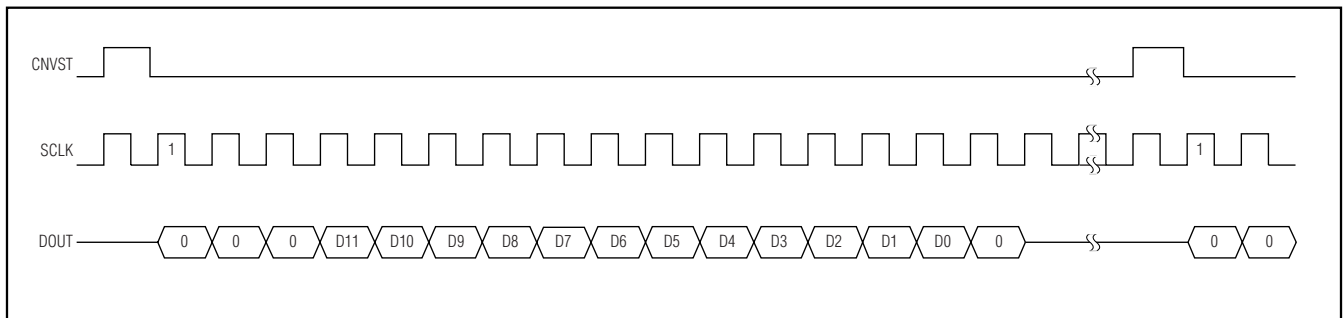 CNVST
SCLK 1 1
DOUT 0 0 0 D11 D10 D9 D8 D7 D6 D5 D4 D3 D2 D1 D0 0 0 0